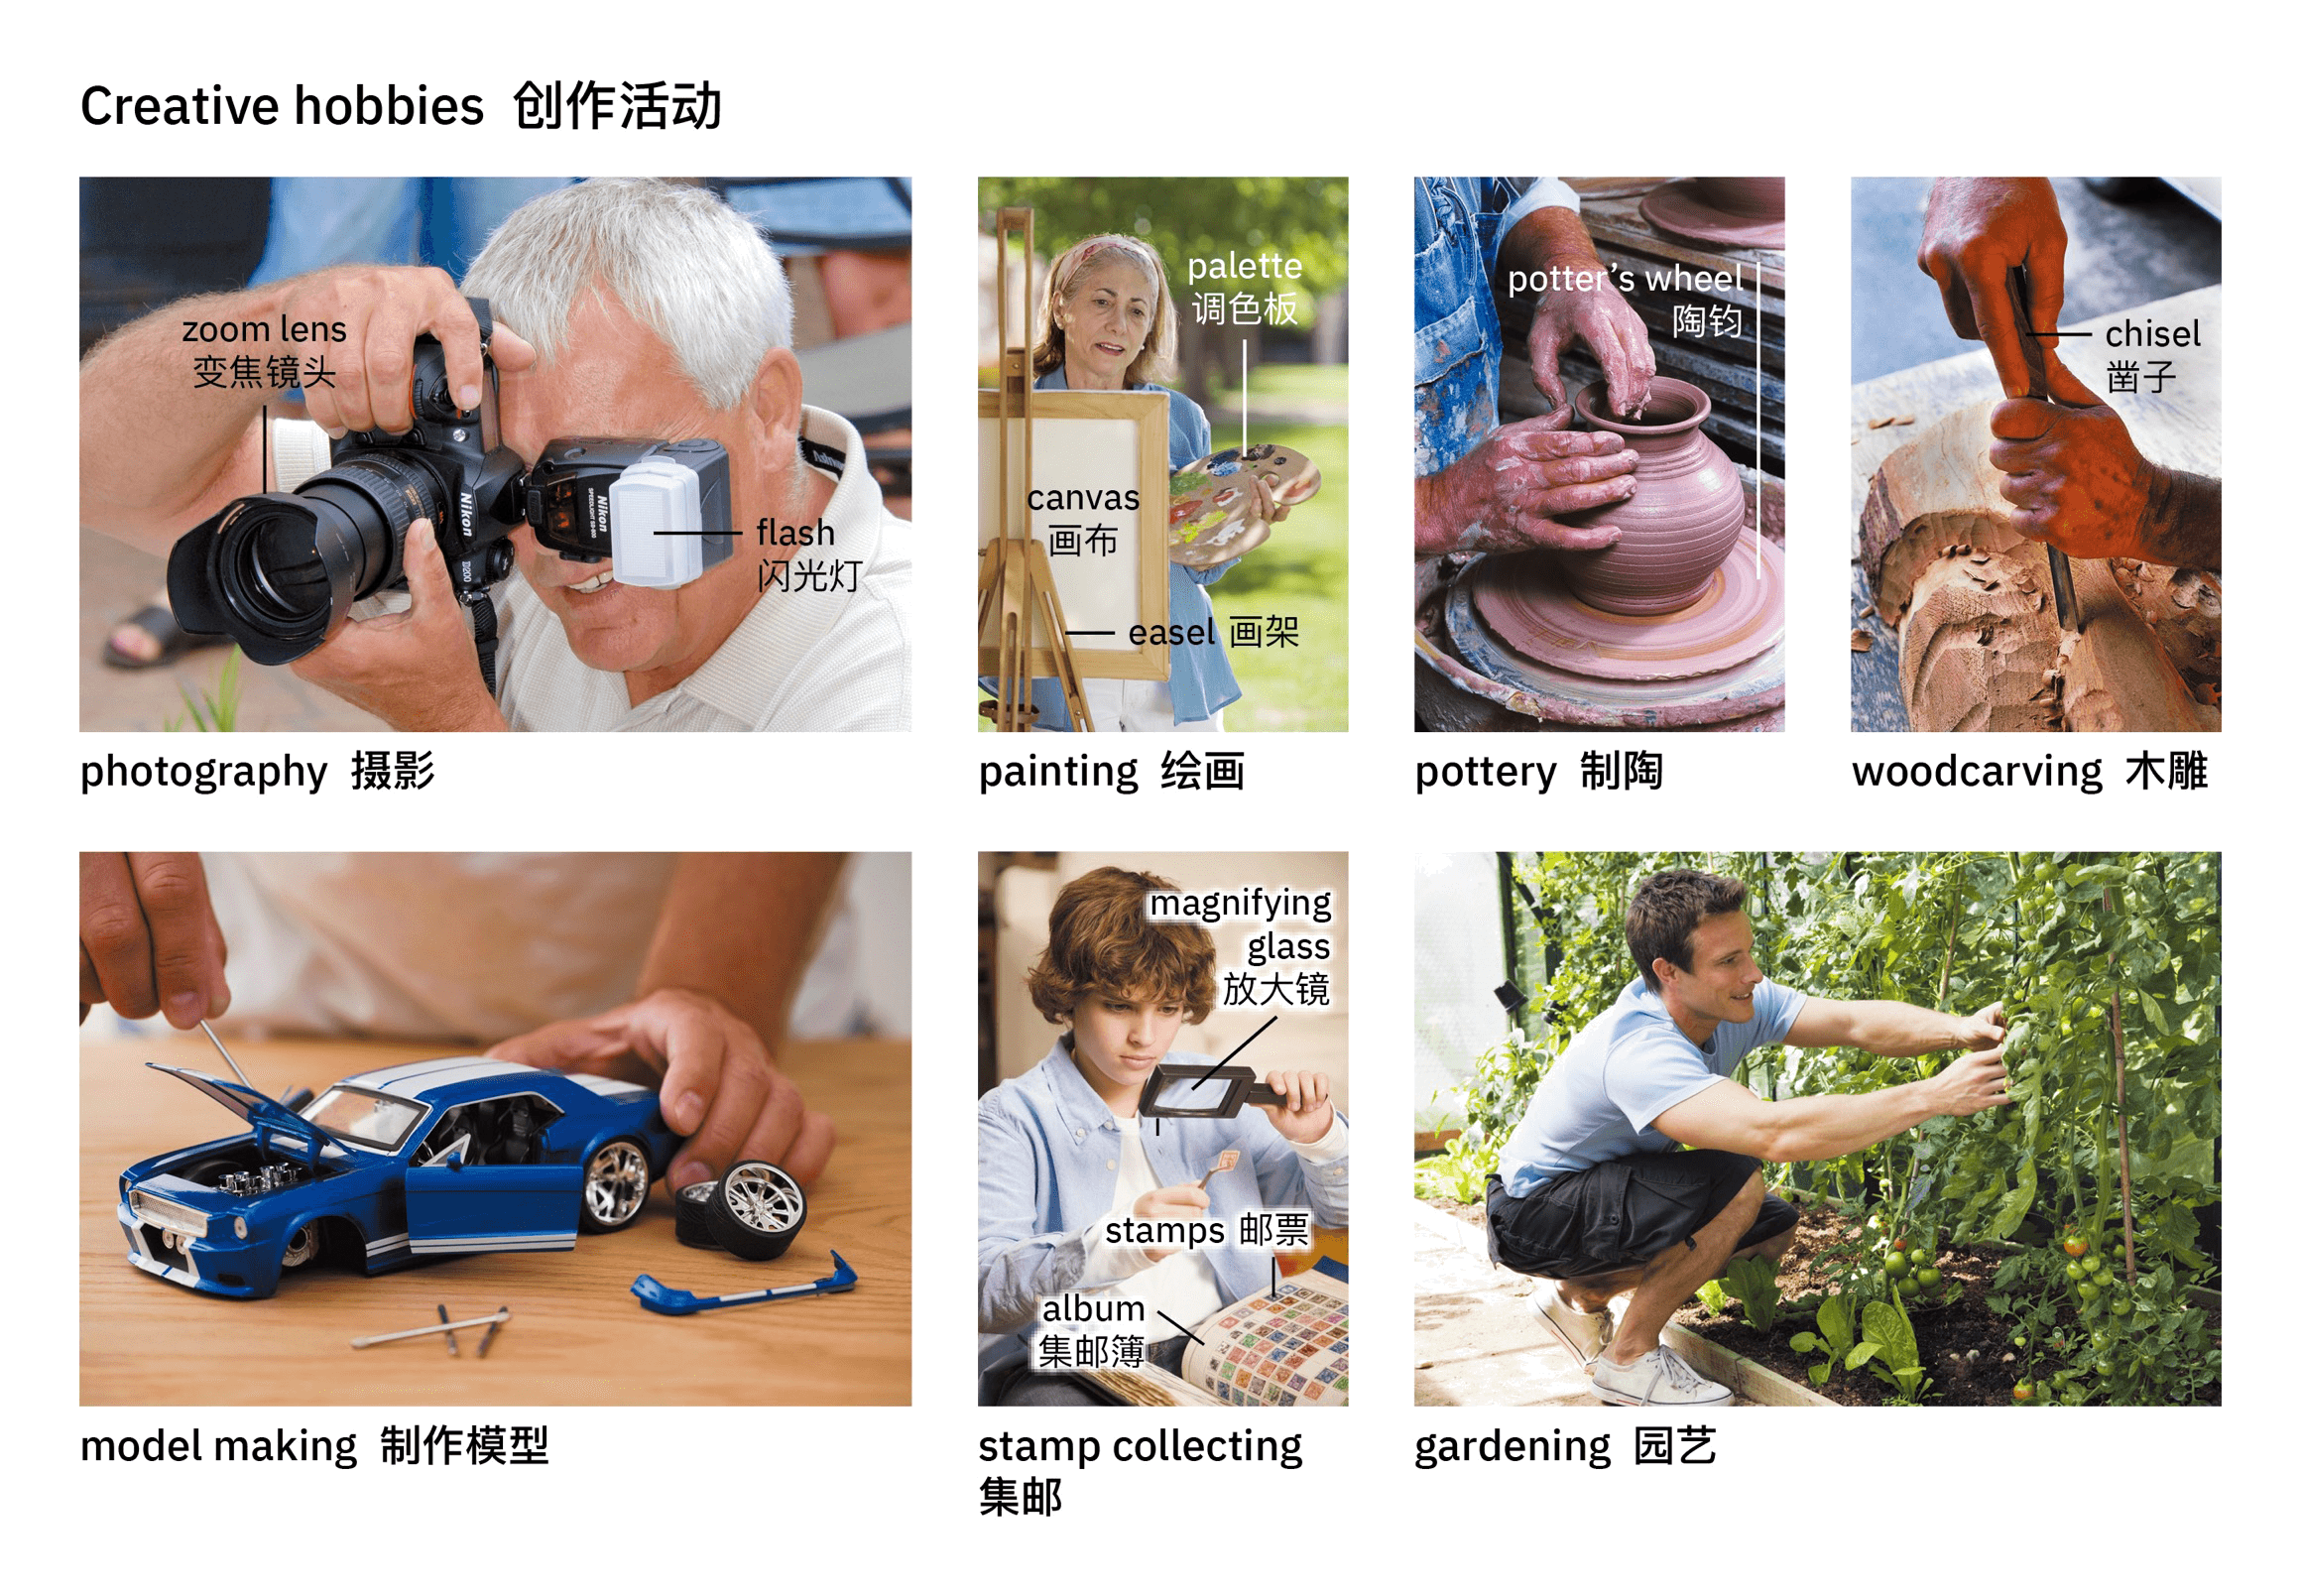 Creative hobbies 创作活动
zoom lens
变焦镜头
Nikon
D200
Nikon
flash
闪光灯
photography 摄影
palette
调色板
canvas
画布
easel 画架
painting 绘画
potter’s wheel
陶钧
pottery 制陶
chisel
凿子
woodcarving 木雕
model making 制作模型
magnifying
glass
放大镜
stamps 邮票
album
集邮簿
stamp collecting
集邮
gardening 园艺